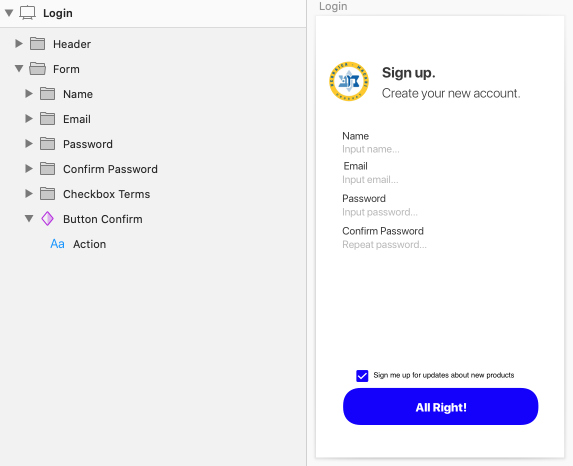 Login
Header
Form
Name
Email
Password
Confirm Password
Checkbox Terms
Button Confirm
Aa Action
Login
Sign up.
Create your new account.
Name
Input name...
Email
Input email...
Password
Input password...
Confirm Password
Repeat password...
Sign me up for updates about new products
All Right!